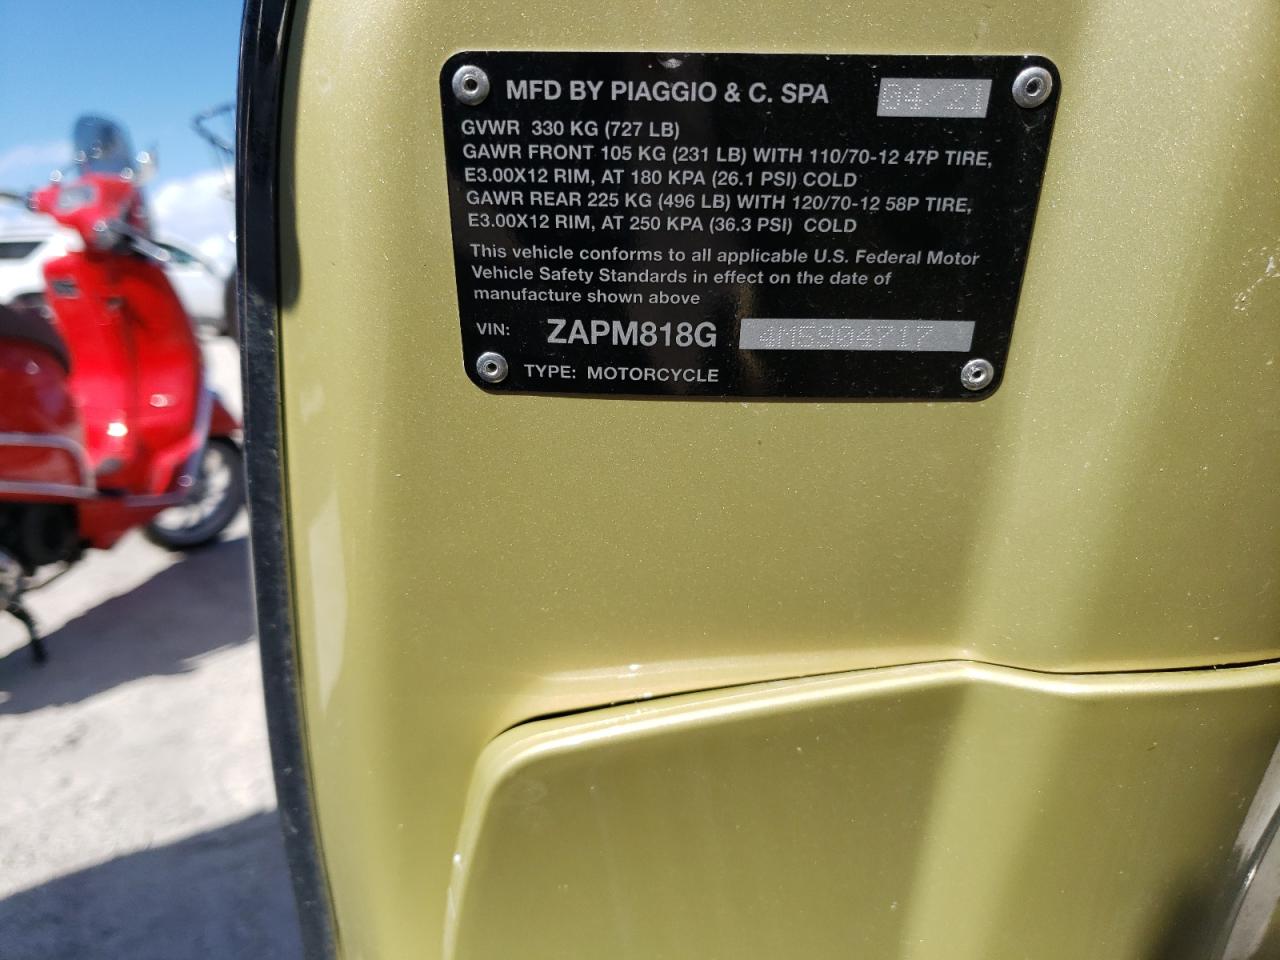 MFD BY PIAGGIO & C. SPA 04/21
GVWR 330 KG (727 LB)
GAWR FRONT 105 KG (231 LB) WITH 110/70-12 47P TIRE,
E3.00X12 RIM, AT 180 KPA (26.1 PSI) COLD
GAWR REAR 225 KG (496 LB) WITH 120/70-12 58P TIRE,
E3.00X12 RIM, AT 250 KPA (36.3 PSI) COLD
This vehicle conforms to all applicable U.S. Federal Motor
Vehicle Safety Standards in effect on the date of
manufacture shown above
VIN: ZAPM818G 4M5904717
TYPE: MOTORCYCLE